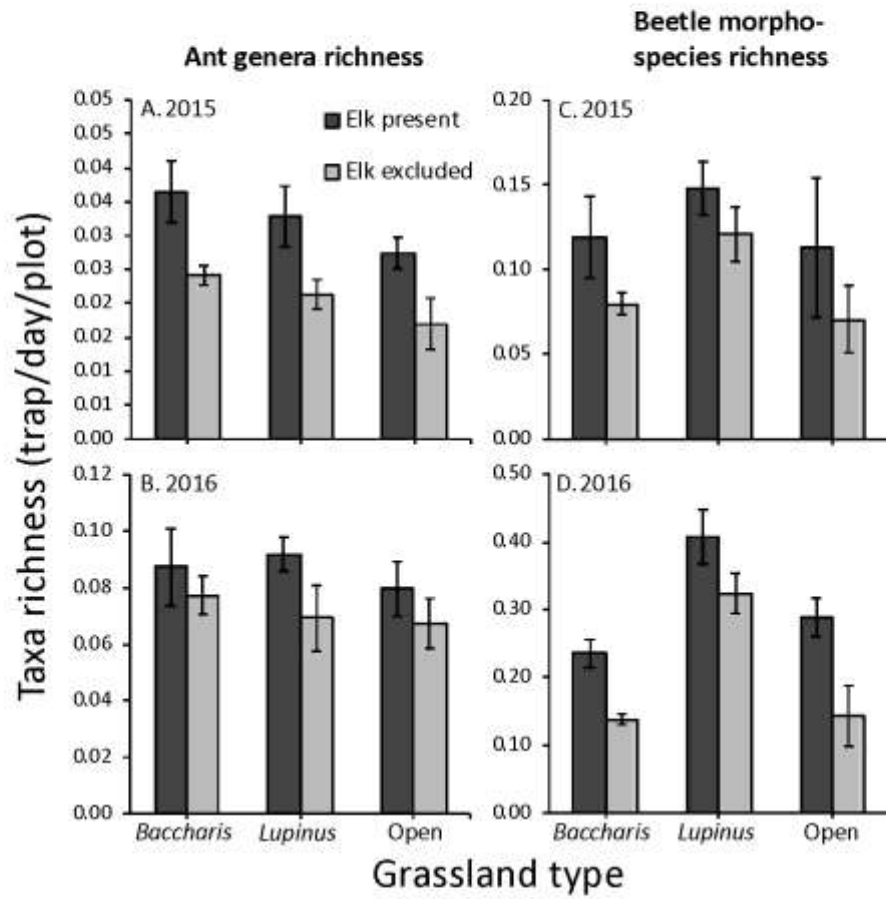 Ant genera richness
Beetle morpho-
species richness
Taxa richness (trap/day/plot)
A. 2015
Elk present
Elk excluded
0.05
0.05
0.04
0.04
0.03
0.03
0.02
0.02
0.01
0.01
0.00
C. 2015
0.20
0.15
0.10
0.05
0.00
B. 2016
0.12
0.10
0.08
0.06
0.04
0.02
0.00
Baccharis Lupinus Open
D. 2016
0.50
0.40
0.30
0.20
0.10
0.00
Baccharis Lupinus Open
Grassland type